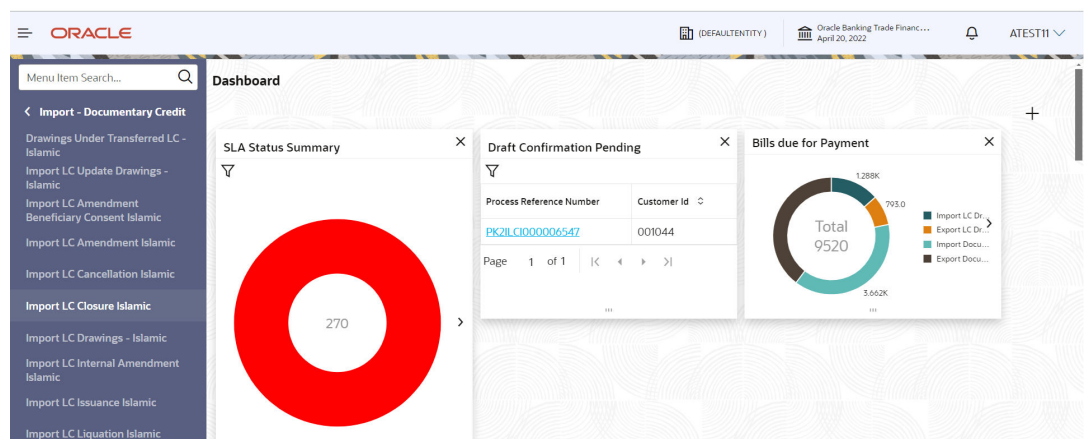 ORACLE
(DEFAULTENTITY )
Oracle Banking Trade Financ...
April 20, 2022
ATEST11
Menu Item Search...
Import - Documentary Credit
Drawings Under Transferred LC -
Islamic
Import LC Update Drawings -
Islamic
Import LC Amendment
Beneficiary Consent Islamic
Import LC Amendment Islamic
Import LC Cancellation Islamic
Import LC Closure Islamic
Import LC Drawings - Islamic
Import LC Internal Amendment
Islamic
Import LC Issuance Islamic
Import LC Liquation Islamic
Dashboard
SLA Status Summary
270
Draft Confirmation Pending
Process Reference Number Customer Id
PK2ILCI000006547 001044
Page 1 of 1
Bills due for Payment
1.288K
793.0
Total
9520
3.662K
Import LC Dr...
Export LC Dr...
Import Docu...
Export Docu...